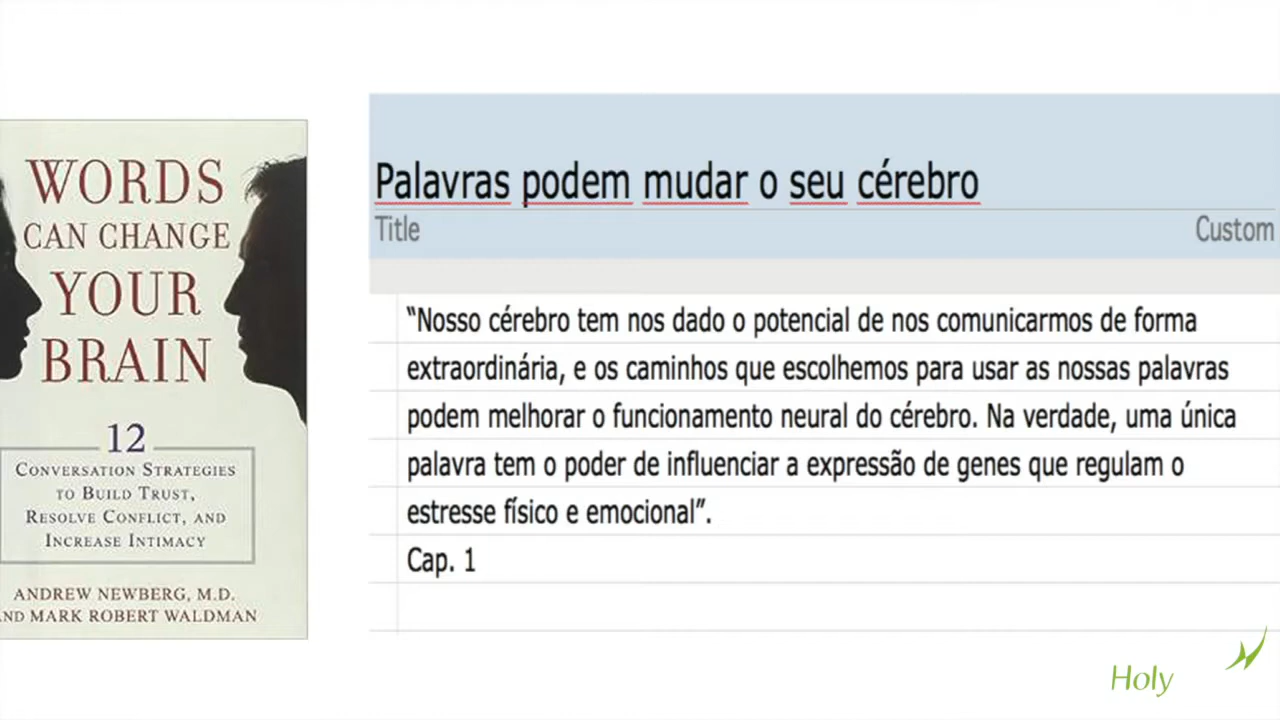 WORDS
CAN CHANGE
YOUR
BRAIN
12
CONVERSATION STRATEGIES
TO BUILD TRUST,
RESOLVE CONFLICT, AND
INCREASE INTIMACY
ANDREW NEWBERG, M.D.
AND MARK ROBERT WALDMAN
Palavras podem mudar o seu cérebro
Title Custom
“Nosso cérebro tem nos dado o potencial de nos comunicarmos de forma
extraordinária, e os caminhos que escolhemos para usar as nossas palavras
podem melhorar o funcionamento neural do cérebro. Na verdade, uma única
palavra tem o poder de influenciar a expressão de genes que regulam o
estresse físico e emocional”.
Cap. 1
Holy